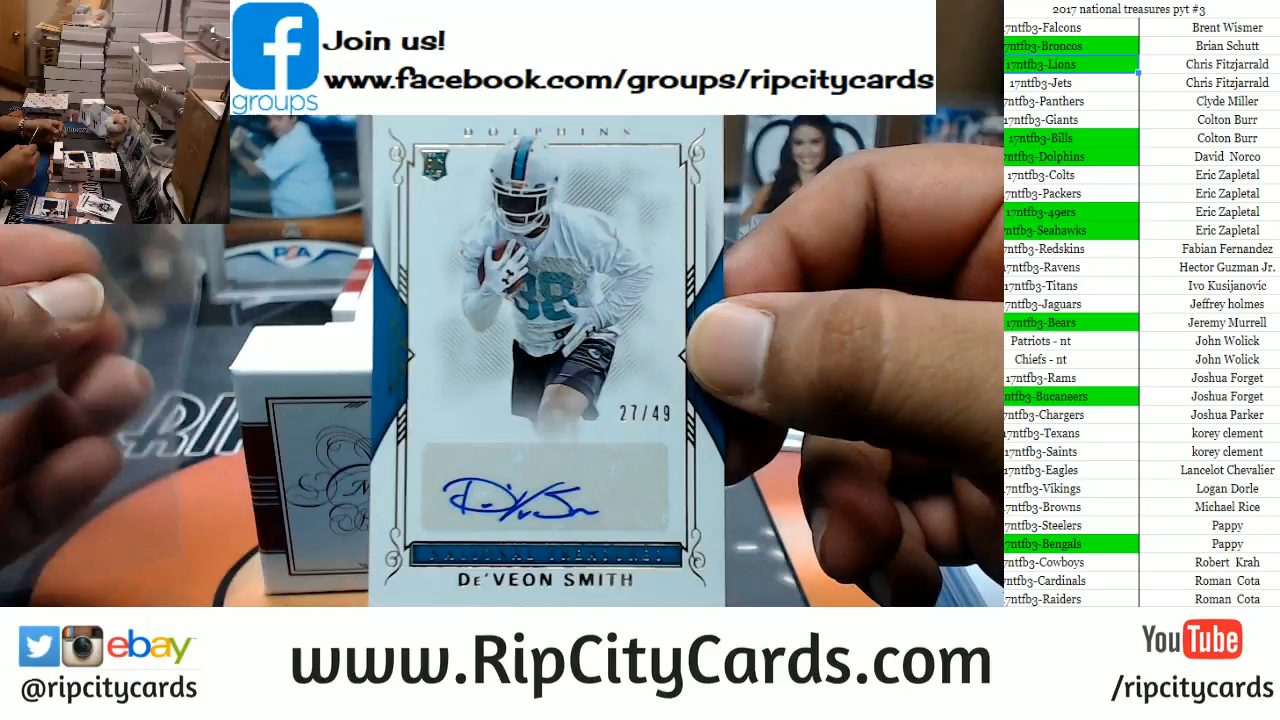 Join us!
www.facebook.com/groups/ripcitycards
groups
DOLPHINS
RC
38
27/49
NATIONAL TREASURES
De'Veon Smith
PSA
2017 national treasures pyt #3
17ntfb3-Falcons Brent Wismer
17ntfb3-Broncos Brian Schutt
17ntfb3-Lions Chris Fitzjarrald
17ntfb3-Jets Chris Fitzjarrald
17ntfb3-Panthers Clyde Miller
17ntfb3-Giants Colton Burr
17ntfb3-Bills Colton Burr
17ntfb3-Dolphins David Norco
17ntfb3-Colts Eric Zapletal
17ntfb3-Packers Eric Zapletal
17ntfb3-49ers Eric Zapletal
17ntfb3-Seahawks Eric Zapletal
17ntfb3-Redskins Fabian Fernandez
17ntfb3-Ravens Hector Guzman Jr.
17ntfb3-Titans Ivo Kusijanovic
17ntfb3-Jaguars Jeffrey holmes
17ntfb3-Bears Jeremy Murrell
Patriots - nt John Wolick
Chiefs - nt John Wolick
17ntfb3-Rams Joshua Forget
ntfb3-Bucaneers Joshua Forget
17ntfb3-Chargers Joshua Parker
17ntfb3-Texans korey clement
17ntfb3-Saints korey clement
17ntfb3-Eagles Lancelot Chevalier
17ntfb3-Vikings Logan Dorle
17ntfb3-Browns Michael Rice
17ntfb3-Steelers Pappy
17ntfb3-Bengals Pappy
17ntfb3-Cowboys Robert Krah
17ntfb3-Cardinals Roman Cota
17ntfb3-Raiders Roman Cota
ebay
@ripcitycards
www.RipCityCards.com
YouTube
/ripcitycards